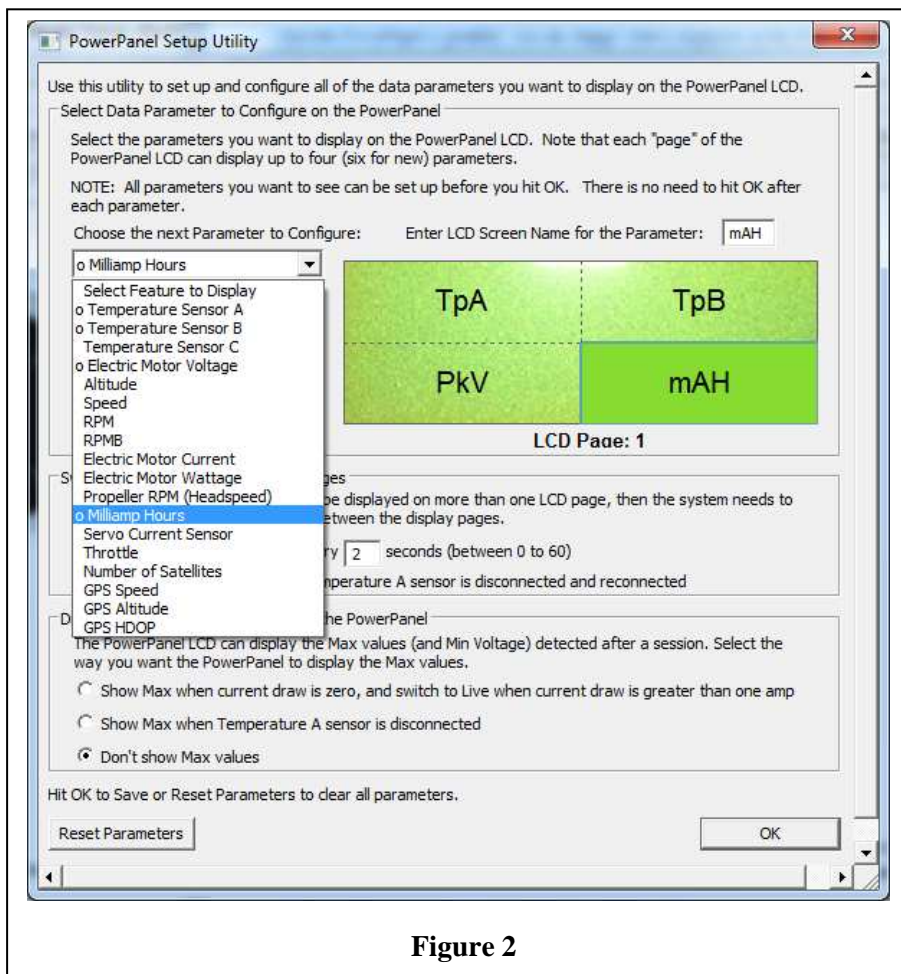 PowerPanel Setup Utility
Use this utility to set up and configure all of the data parameters you want to display on the PowerPanel LCD.
Select Data Parameter to Configure on the PowerPanel
Select the parameters you want to display on the PowerPanel LCD. Note that each "page" of the
PowerPanel LCD can display up to four (six for new) parameters.
NOTE: All parameters you want to see can be set up before you hit OK. There is no need to hit OK after
each parameter.
Choose the next Parameter to Configure: Enter LCD Screen Name for the Parameter: mAH
o Milliamp Hours
Select Feature to Display
o Temperature Sensor A
o Temperature Sensor B
Temperature Sensor C
o Electric Motor Voltage
Altitude
Speed
RPM
RPMB
Electric Motor Current
Electric Motor Wattage
Propeller RPM (Headspeed)
o Milliamp Hours
Servo Current Sensor
Throttle
Number of Satellites
GPS Speed
GPS Altitude
GPS HDOP
TpA TpB
PkV mAH
LCD Page: 1
ges
be displayed on more than one LCD page, then the system needs to
etween the display pages.
ry 2 seconds (between 0 to 60)
mperature A sensor is disconnected and reconnected
the PowerPanel
The PowerPanel LCD can display the Max values (and Min Voltage) detected after a session. Select the
way you want the PowerPanel to display the Max values.
Show Max when current draw is zero, and switch to Live when current draw is greater than one amp
Show Max when Temperature A sensor is disconnected
Don't show Max values
Hit OK to Save or Reset Parameters to clear all parameters.
Reset Parameters OK
Figure 2